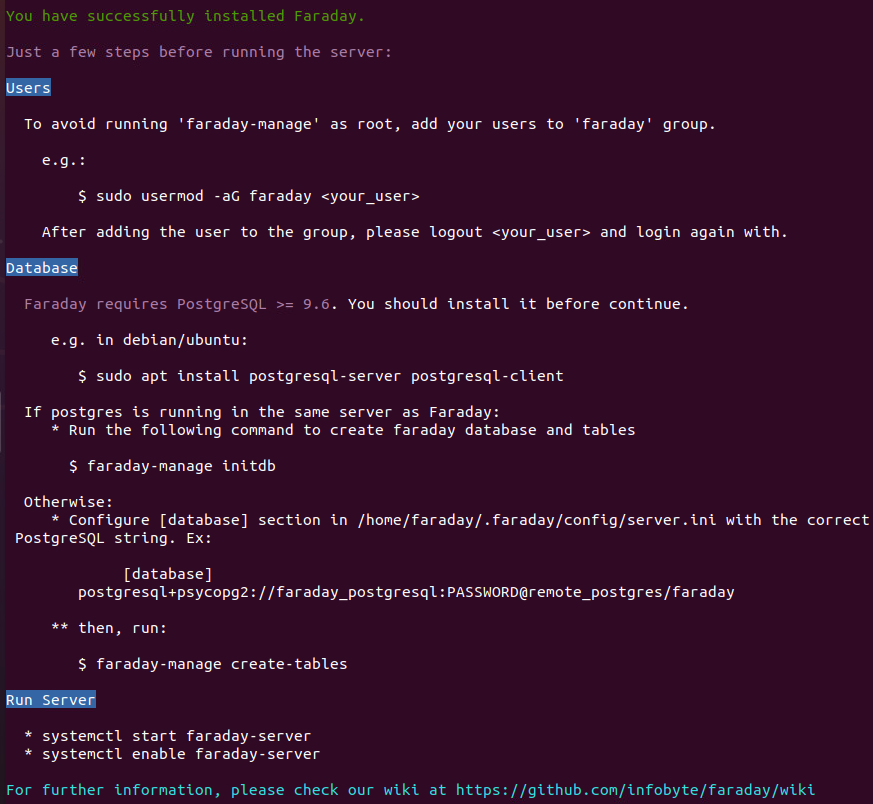 You have successfully installed Faraday.
Just a few steps before running the server:
Users
To avoid running 'faraday-manage' as root, add your users to 'faraday' group.
e.g.:
$ sudo usermod -aG faraday <your_user>
After adding the user to the group, please logout <your_user> and login again with.
Database
Faraday requires PostgreSQL >= 9.6. You should install it before continue.
e.g. in debian/ubuntu:
$ sudo apt install postgresql-server postgresql-client
If postgres is running in the same server as Faraday:
* Run the following command to create faraday database and tables
$ faraday-manage initdb
Otherwise:
* Configure [database] section in /home/faraday/.faraday/config/server.ini with the correct
PostgreSQL string. Ex:
[database]
postgresql+psycopg2://faraday_postgresql:PASSWORD@remote_postgres/faraday
** then, run:
$ faraday-manage create-tables
Run Server
* systemctl start faraday-server
* systemctl enable faraday-server
For further information, please check our wiki at https://github.com/infobyte/faraday/wiki